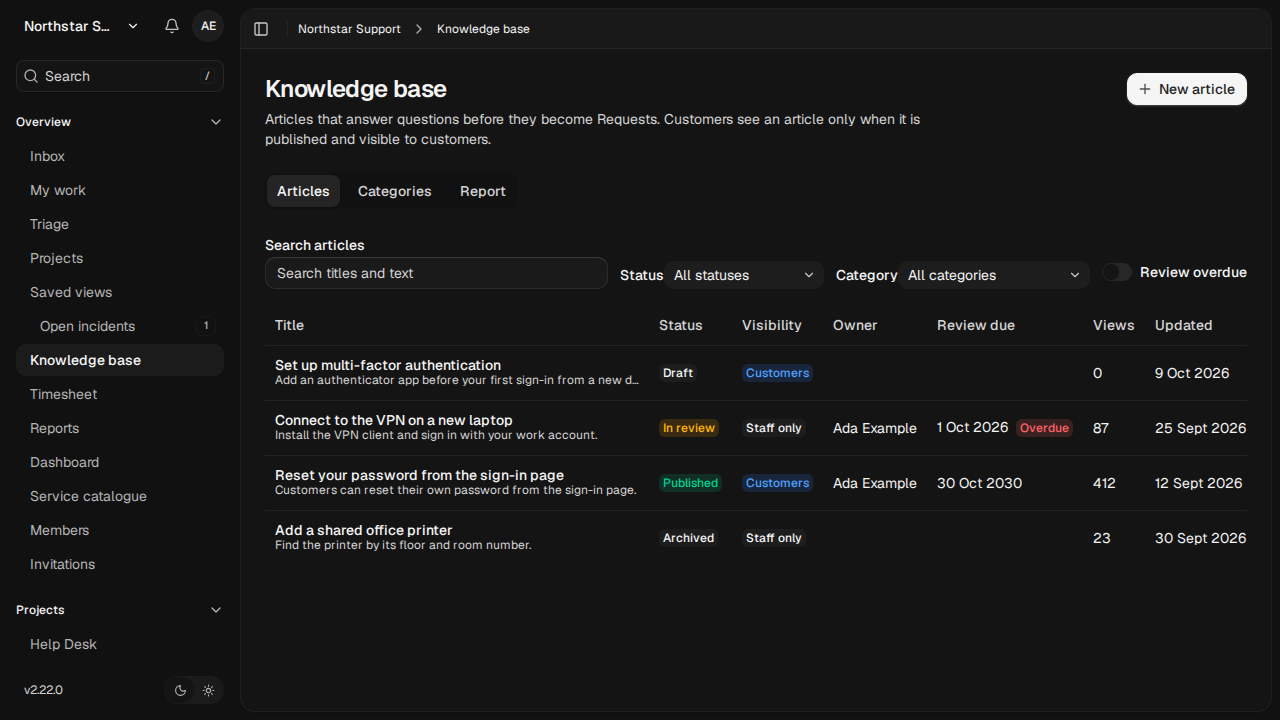 Northstar S...
AE
Search
/
Overview
Inbox
My work
Triage
Projects
Saved views
Open incidents
1
Knowledge base
Timesheet
Reports
Dashboard
Service catalogue
Members
Invitations
Projects
Help Desk
v2.22.0
Northstar Support
Knowledge base
Knowledge base
New article
Articles that answer questions before they become Requests. Customers see an article only when it is
published and visible to customers.
Articles Categories Report
Search articles
Search titles and text
Status All statuses
Category All categories
Review overdue
Title Status Visibility Owner Review due Views Updated
Set up multi-factor authentication
Add an authenticator app before your first sign-in from a new d...
Draft Customers 0 9 Oct 2026
Connect to the VPN on a new laptop
Install the VPN client and sign in with your work account.
In review Staff only Ada Example 1 Oct 2026 Overdue 87 25 Sept 2026
Reset your password from the sign-in page
Customers can reset their own password from the sign-in page.
Published Customers Ada Example 30 Oct 2030 412 12 Sept 2026
Add a shared office printer
Find the printer by its floor and room number.
Archived Staff only 23 30 Sept 2026